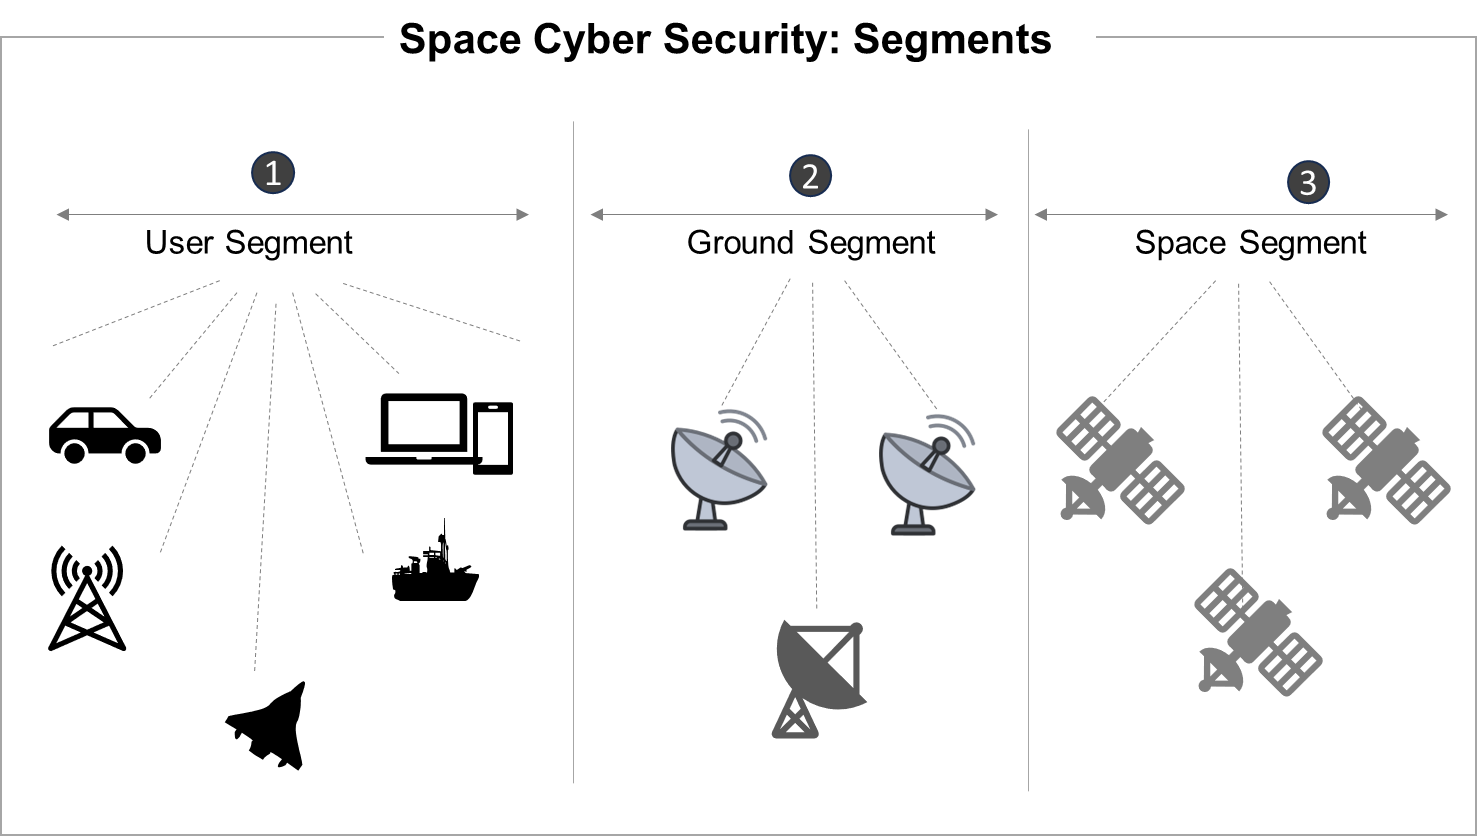 Space Cyber Security: Segments
1
2
3
User Segment
Ground Segment
Space Segment